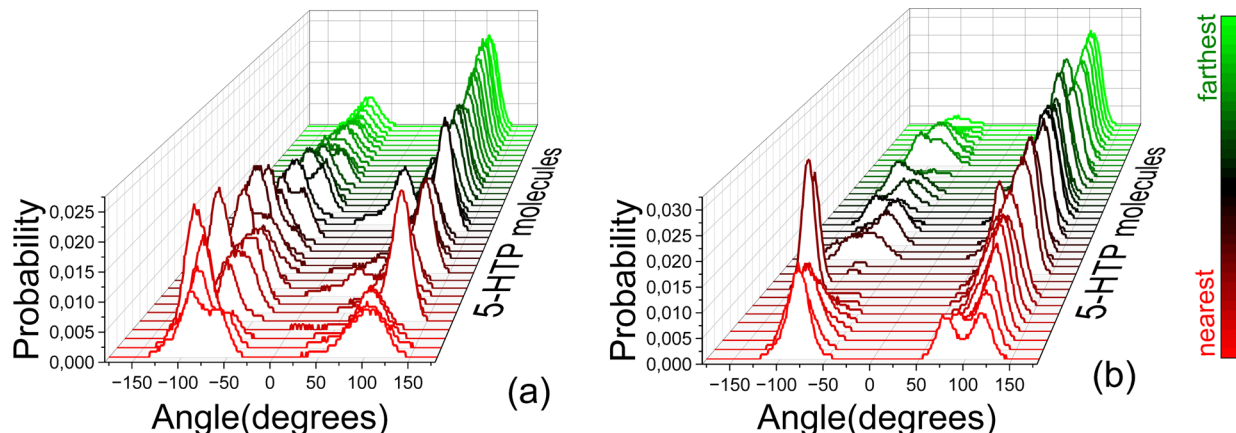 Probability
0,025
0,020
0,015
0,010
0,005
0,000
−150 −100 −50 0 50 100 150
Angle(degrees)
5-HTP molecules
(a)
Probability
0,030
0,025
0,020
0,015
0,010
0,005
0,000
−150 −100 −50 0 50 100 150
Angle(degrees)
5-HTP molecules
(b)
farthest
nearest